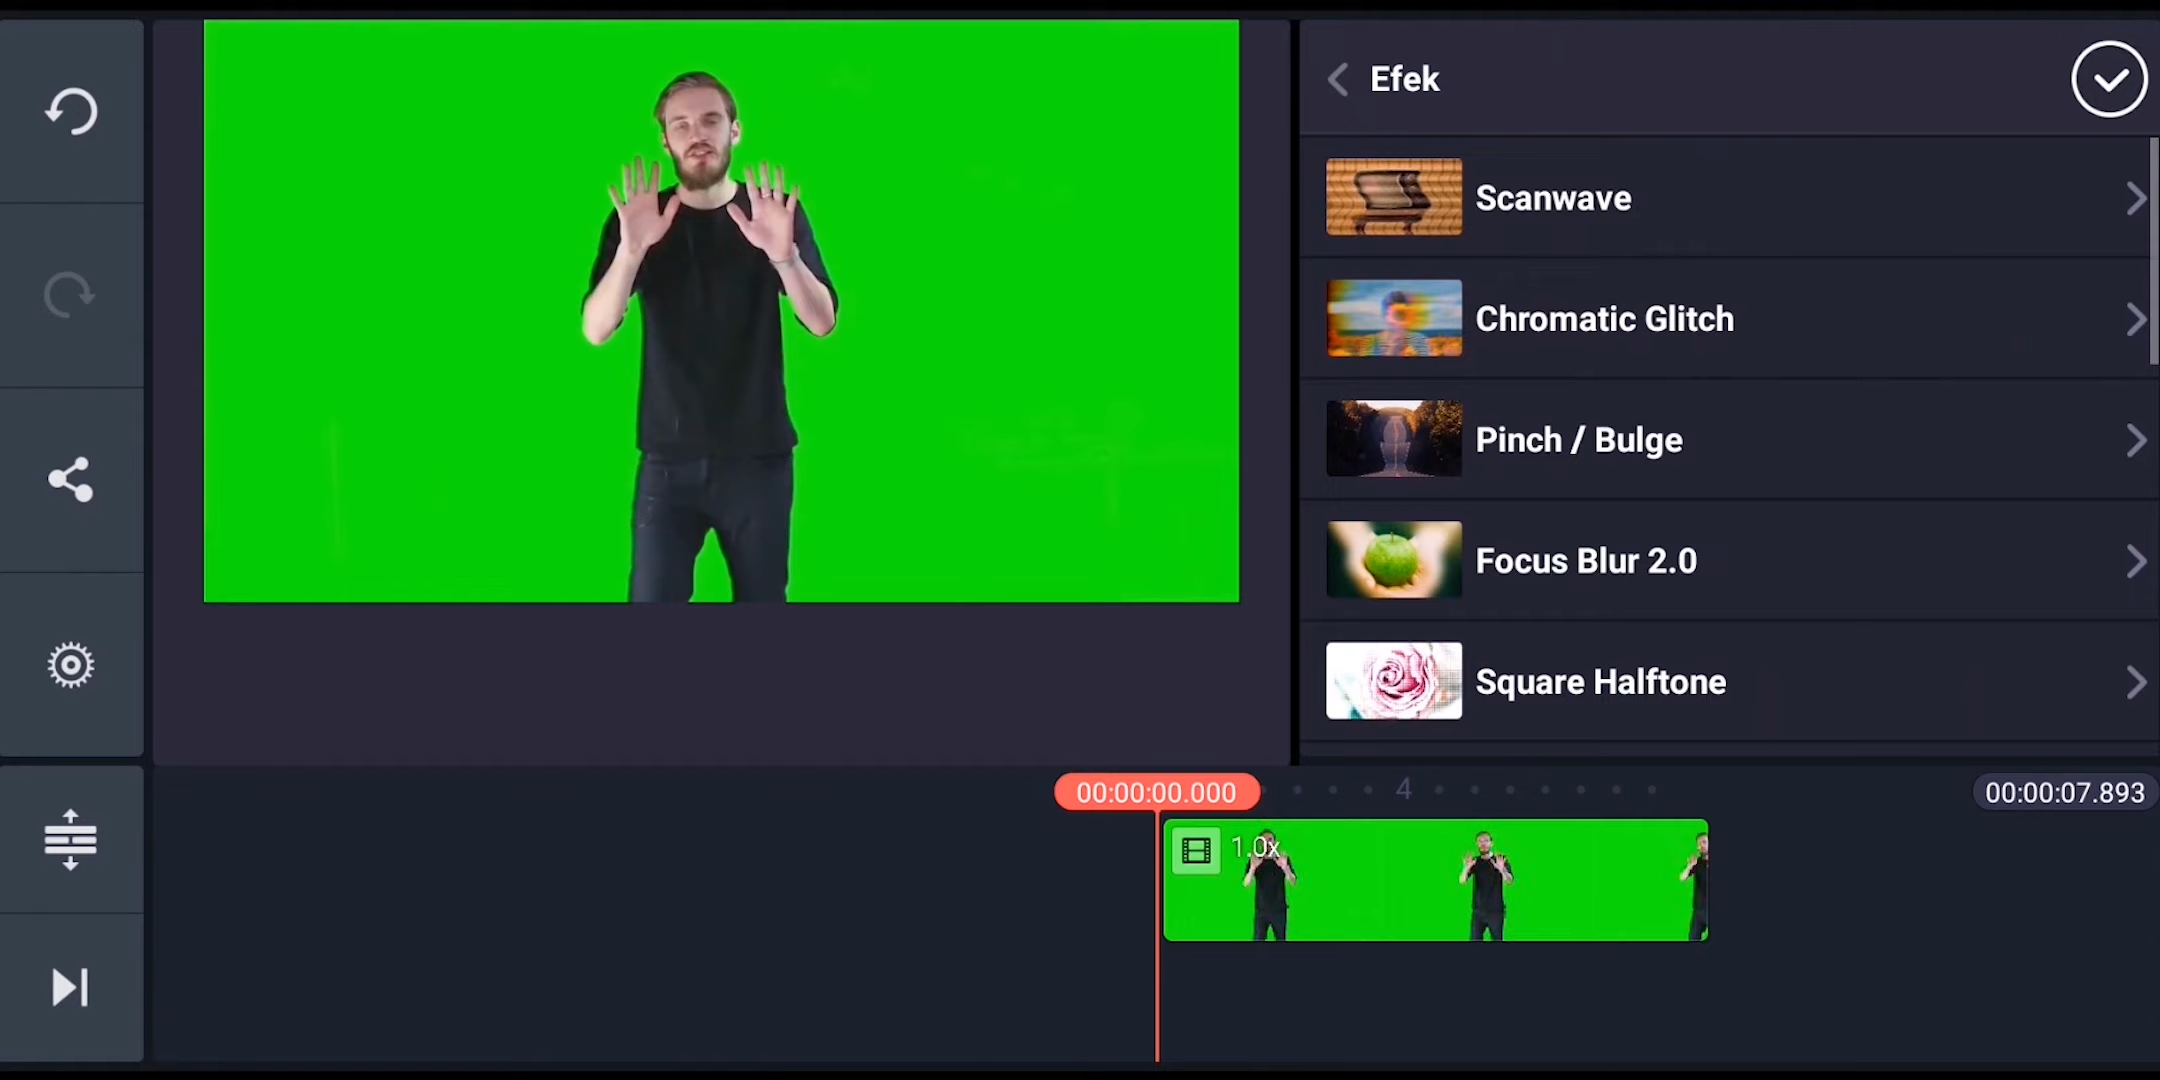 Efek
Scanwave
Chromatic Glitch
Pinch / Bulge
Focus Blur 2.0
Square Halftone
00:00:00.000
4
00:00:07.893
1.0x